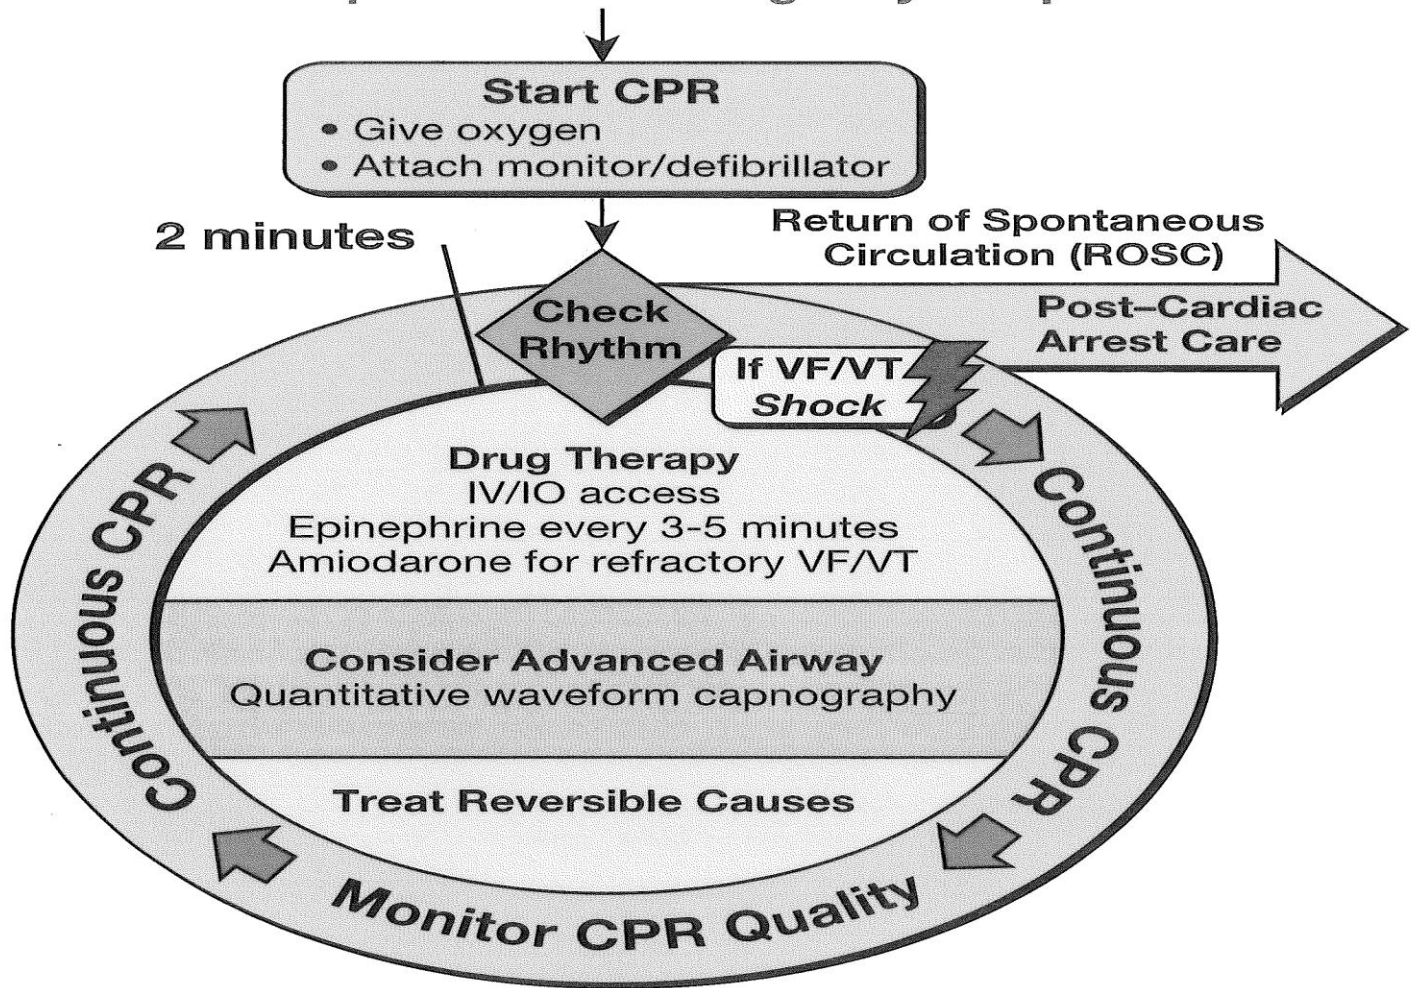 Start CPR
• Give oxygen
• Attach monitor/defibrillator
2 minutes
Return of Spontaneous
Circulation (ROSC)
Check
Rhythm
Post–Cardiac
Arrest Care
If VF/VT
Shock
Drug Therapy
IV/IO access
Epinephrine every 3-5 minutes
Amiodarone for refractory VF/VT
Consider Advanced Airway
Quantitative waveform capnography
Treat Reversible Causes
Continuous CPR
Continuous CPR
Monitor CPR Quality